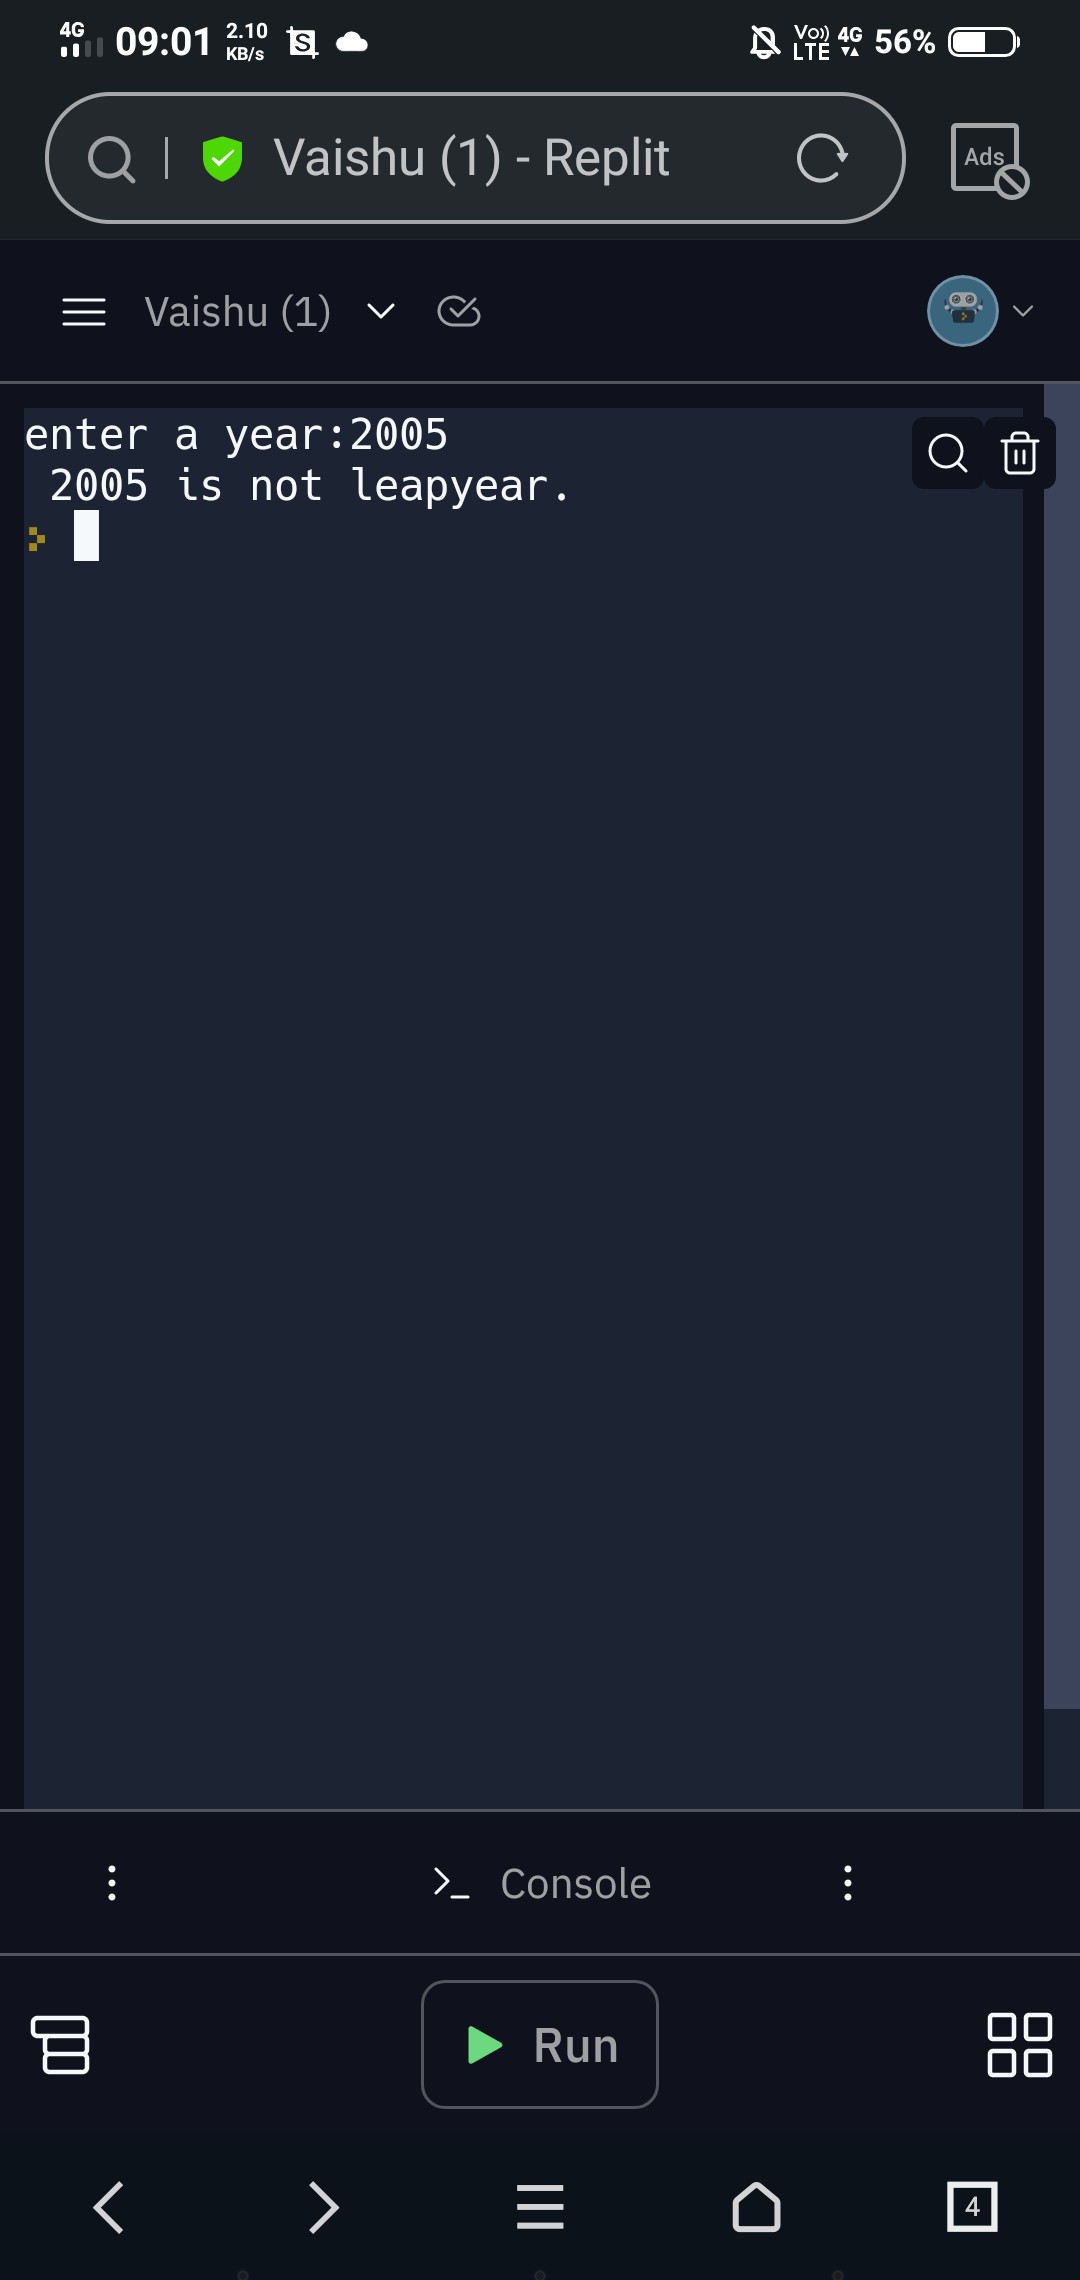 4G 09:01 2.10 KB/s S Vo)) LTE 4G 56%
Vaishu (1) - Replit Ads
Vaishu (1)
enter a year:2005
 2005 is not leapyear.
Console
Run
4